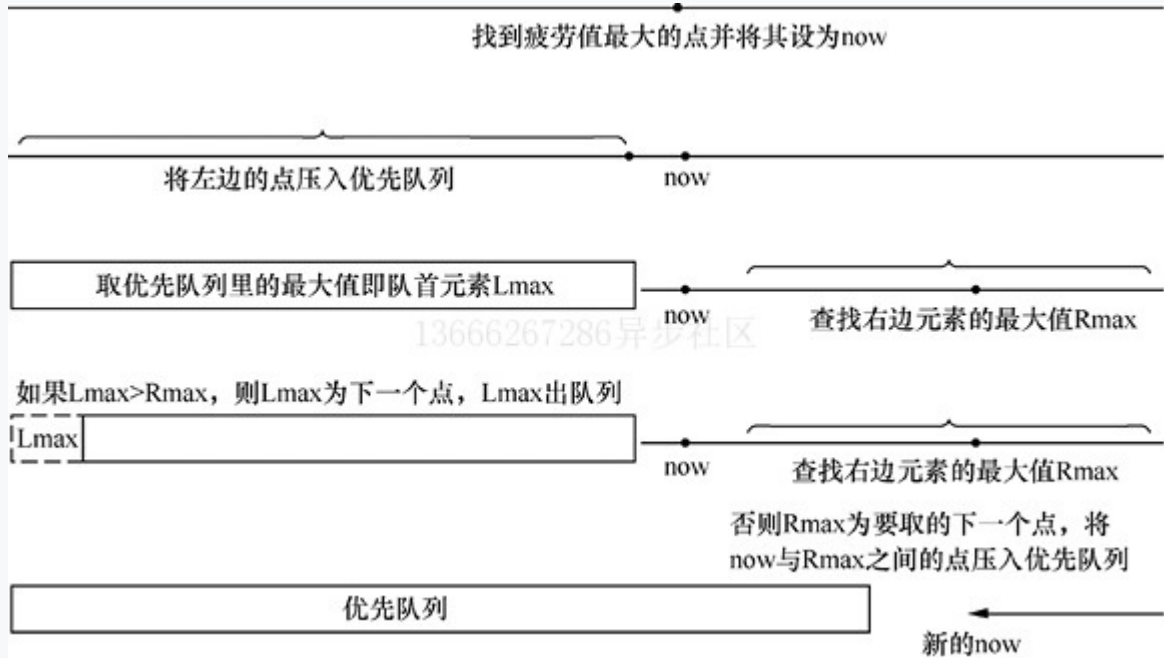 找到疲劳值最大的点并将其设为now
将左边的点压入优先队列
now
取优先队列里的最大值即队首元素Lmax
now
查找右边元素的最大值Rmax
13666267286异步社区
如果Lmax>Rmax，则Lmax为下一个点，Lmax出队列
Lmax
now
查找右边元素的最大值Rmax
否则Rmax为要取的下一个点，将
now与Rmax之间的点压入优先队列
优先队列
新的now